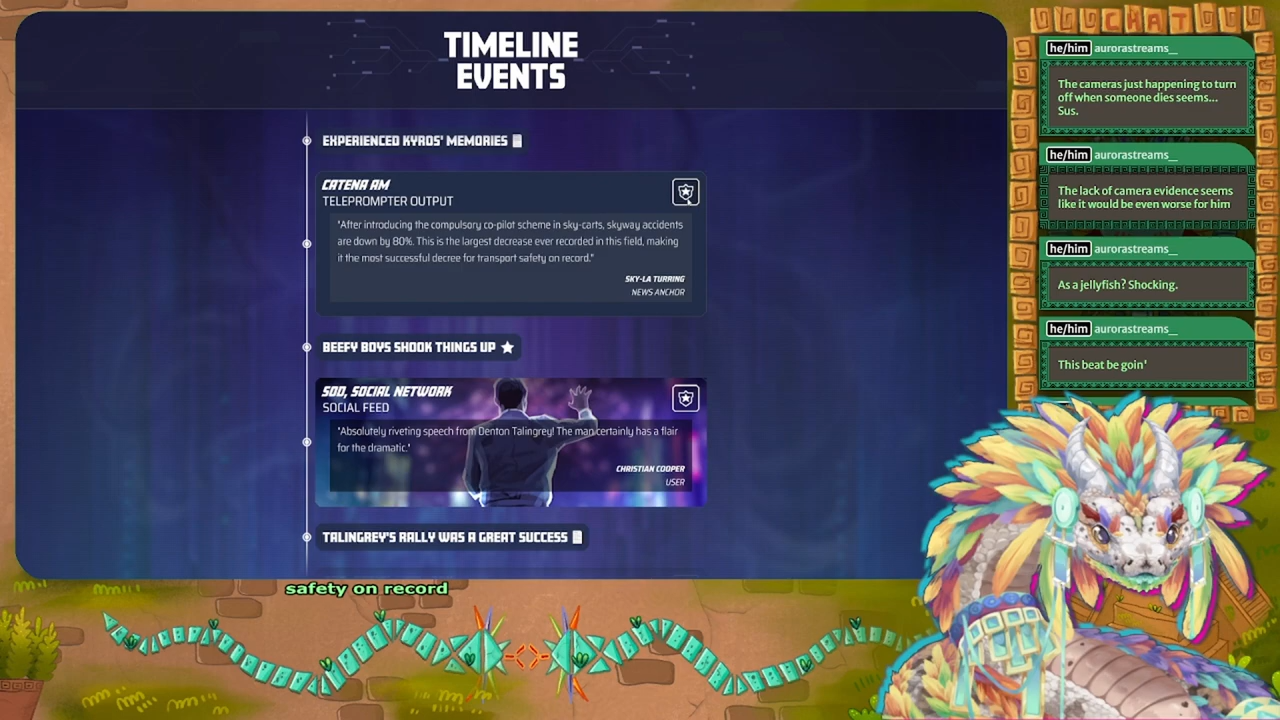 TIMELINE
EVENTS
EXPERIENCED KYROS' MEMORIES
CATENA AM
TELEPROMPTER OUTPUT
"After introducing the compulsory co-pilot scheme in sky-carts, skyway accidents
are down by 80%. This is the largest decrease ever recorded in this field, making
it the most successful decree for transport safety on record."
SKY-LA TURRING
NEWS ANCHOR
BEEFY BOYS SHOOK THINGS UP
SOD, SOCIAL NETWORK
SOCIAL FEED
"Absolutely riveting speech from Denton Talingrey! The man certainly has a flair
for the dramatic."
CHRISTIAN COOPER
USER
TALINGREY'S RALLY WAS A GREAT SUCCESS
safety on record
CHAT
he/him aurorastreams__
The cameras just happening to turn
off when someone dies seems...
Sus.
he/him aurorastreams__
The lack of camera evidence seems
like it would be even worse for him
he/him aurorastreams__
As a jellyfish? Shocking.
he/him aurorastreams__
This beat be goin'